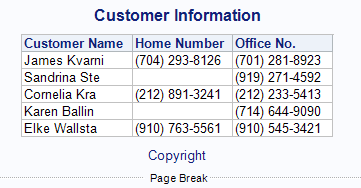 Customer Information
Customer Name Home Number Office No.
James Kvarni (704) 293-8126 (701) 281-8923
Sandrina Ste (919) 271-4592
Cornelia Kra (212) 891-3241 (212) 233-5413
Karen Ballin (714) 644-9090
Elke Wallsta (910) 763-5561 (910) 545-3421
Copyright
Page Break